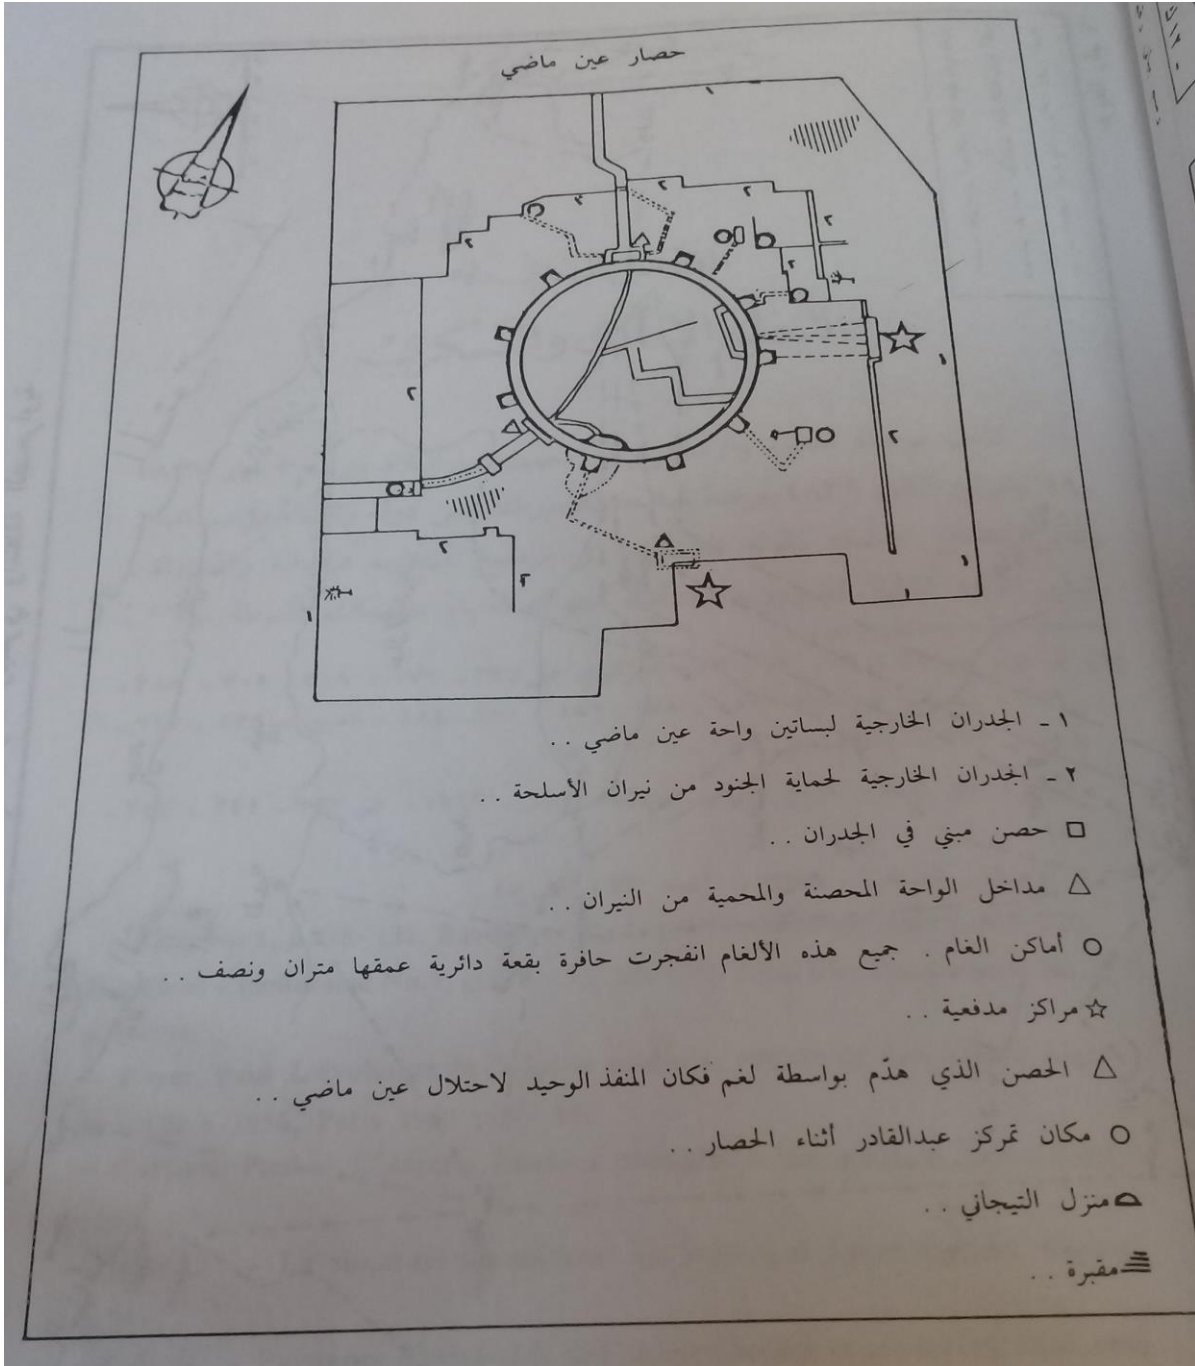 حصار عين ماضي
١ ـ الجدران الخارجية لبساتين واحة عين ماضي . .
٢ ـ الجدران الخارجية لحماية الجنود من نيران الأسلحة . .
حصن مبني في الجدران . .
مداخل الواحة المحصنة والمحمية من النيران . .
أماكن الغام . جميع هذه الألغام انفجرت حافرة بقعة دائرية عمقها متران ونصف . .
مراكز مدفعية . .
الحصن الذي هدّم بواسطة لغم فكان المنفذ الوحيد لاحتلال عين ماضي . .
مكان تمركز عبدالقادر أثناء الحصار . .
منزل التيجاني . .
مقبرة . .